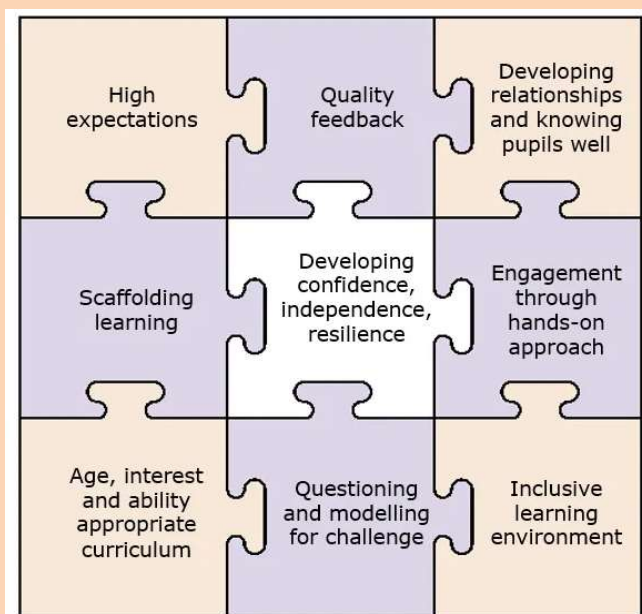 High
expectations
Quality
feedback
Developing
relationships
and knowing
pupils well
Scaffolding
learning
Developing
confidence,
independence,
resilience
Engagement
through
hands-on
approach
Age, interest
and ability
appropriate
curriculum
Questioning
and modelling
for challenge
Inclusive
learning
environment